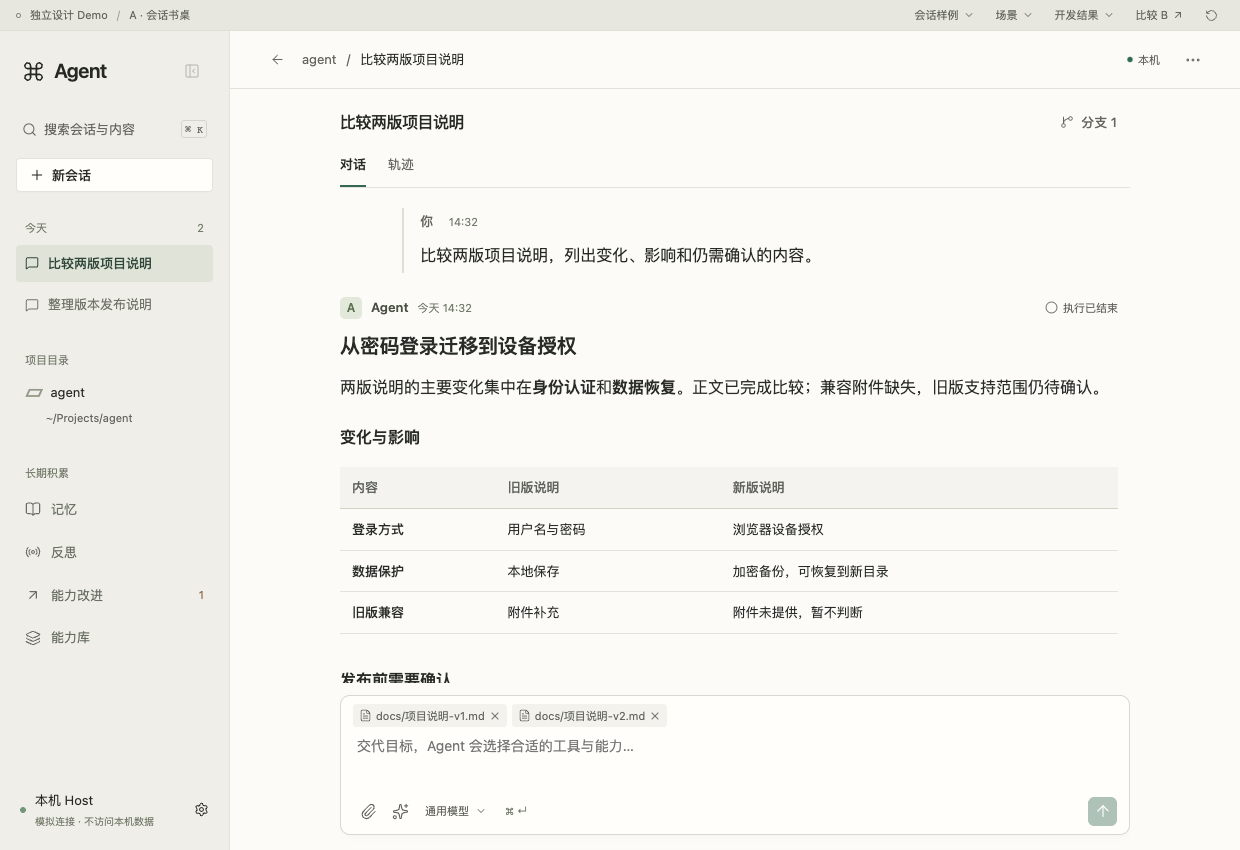 独立设计 Demo / A · 会话书桌
会话样例 场景 开发结果 比较 B
Agent
搜索会话与内容 ⌘ K
新会话
今天 2
比较两版项目说明
整理版本发布说明
项目目录
agent
~/Projects/agent
长期积累
记忆
反思
能力改进 1
能力库
本机 Host
模拟连接 · 不访问本机数据
agent / 比较两版项目说明
本机
比较两版项目说明
分支 1
对话 轨迹
你 14:32
比较两版项目说明，列出变化、影响和仍需确认的内容。
A Agent 今天 14:32
执行已结束
从密码登录迁移到设备授权
两版说明的主要变化集中在身份认证和数据恢复。正文已完成比较；兼容附件缺失，旧版支持范围仍待确认。
变化与影响
内容 旧版说明 新版说明
登录方式 用户名与密码 浏览器设备授权
数据保护 本地保存 加密备份，可恢复到新目录
旧版兼容 附件补充 附件未提供，暂不判断
发布前需要确认
docs/项目说明-v1.md docs/项目说明-v2.md
交代目标，Agent 会选择合适的工具与能力...
通用模型 ⌘ ↵